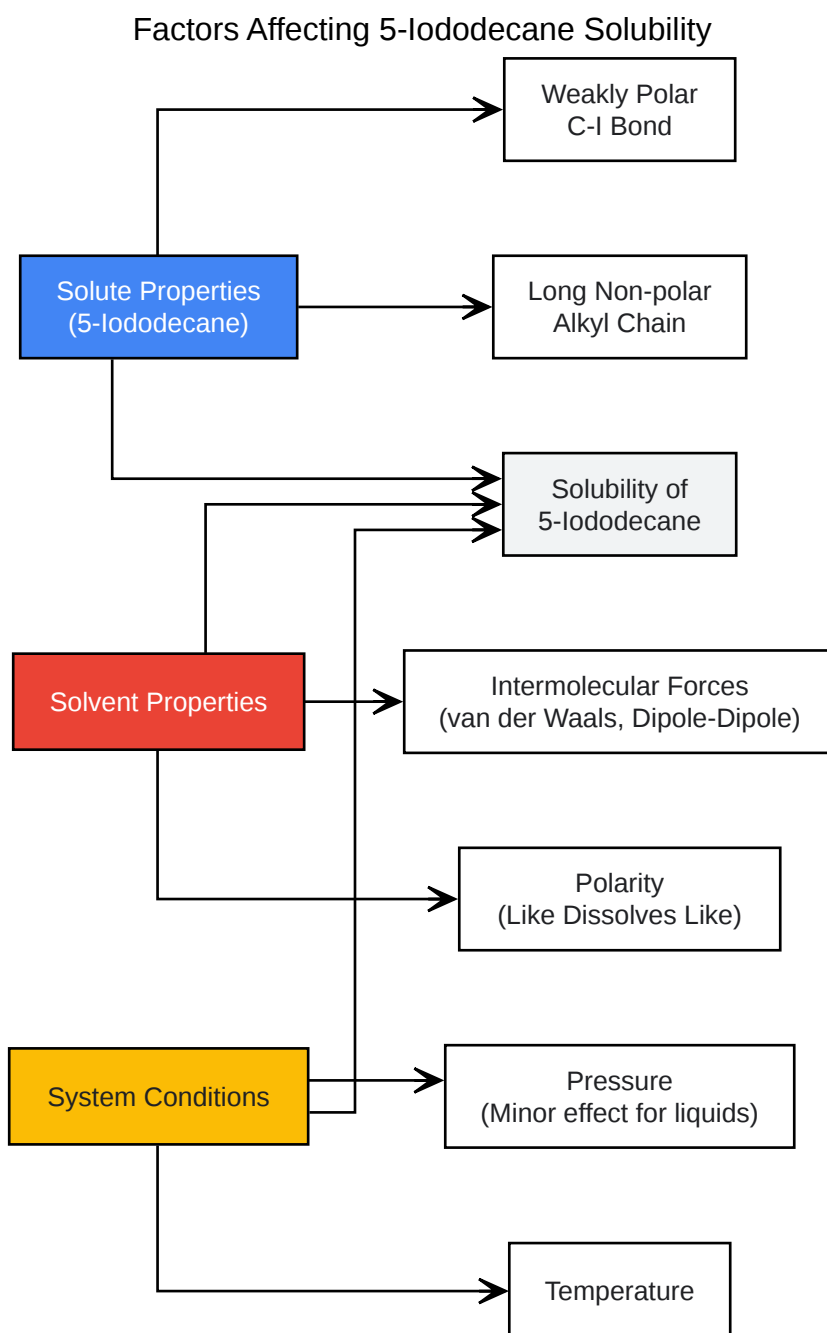 Factors Affecting 5-Iododecane Solubility
Weakly Polar
C-I Bond
Solute Properties
(5-Iododecane)
Long Non-polar
Alkyl Chain
Solubility of
5-Iododecane
Solvent Properties
Intermolecular Forces
(van der Waals, Dipole-Dipole)
Polarity
(Like Dissolves Like)
System Conditions
Pressure
(Minor effect for liquids)
Temperature